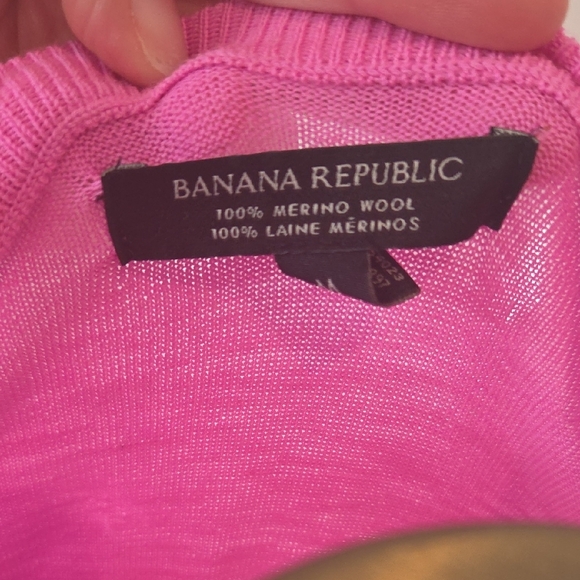 BANANA REPUBLIC
100% MERINO WOOL
100% LAINE MÉRINOS
M